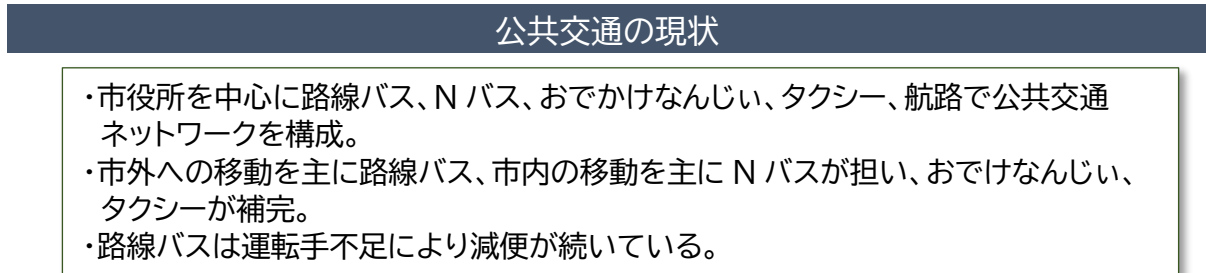 公共交通の現状
・市役所を中心に路線バス、N バス、おでかけなんじぃ、タクシー、航路で公共交通
ネットワークを構成。
・市外への移動を主に路線バス、市内の移動を主に N バスが担い、おでけなんじぃ、
タクシーが補完。
・路線バスは運転手不足により減便が続いている。